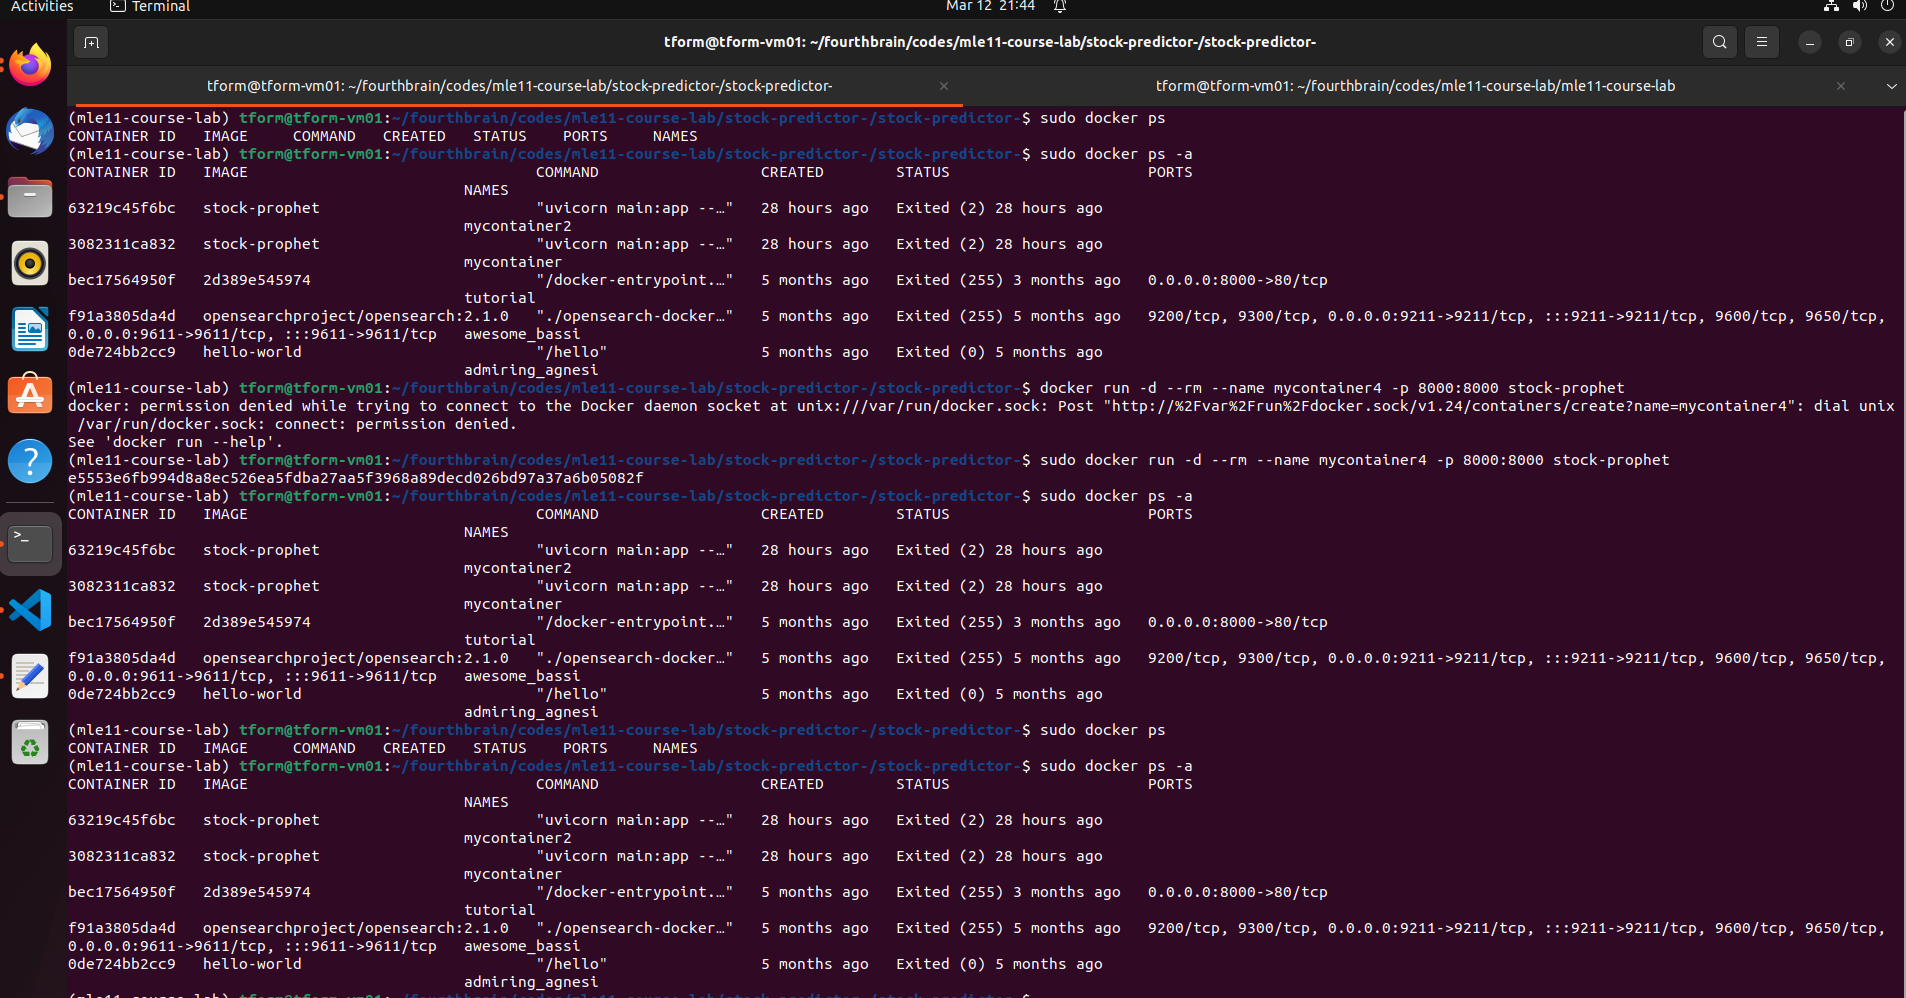 Activities Terminal Mar 12 21:44
tform@tform-vm01: ~/fourthbrain/codes/mle11-course-lab/stock-predictor-/stock-predictor-
tform@tform-vm01: ~/fourthbrain/codes/mle11-course-lab/stock-predictor-/stock-predictor- tform@tform-vm01: ~/fourthbrain/codes/mle11-course-lab/mle11-course-lab
(mle11-course-lab) tform@tform-vm01:~/fourthbrain/codes/mle11-course-lab/stock-predictor-/stock-predictor-$ sudo docker ps
CONTAINER ID IMAGE COMMAND CREATED STATUS PORTS NAMES
(mle11-course-lab) tform@tform-vm01:~/fourthbrain/codes/mle11-course-lab/stock-predictor-/stock-predictor-$ sudo docker ps -a
CONTAINER ID IMAGE COMMAND CREATED STATUS PORTS
NAMES
63219c45f6bc stock-prophet "uvicorn main:app --…" 28 hours ago Exited (2) 28 hours ago
mycontainer2
3082311ca832 stock-prophet "uvicorn main:app --…" 28 hours ago Exited (2) 28 hours ago
mycontainer
bec17564950f 2d389e545974 "/docker-entrypoint.…" 5 months ago Exited (255) 3 months ago 0.0.0.0:8000->80/tcp
tutorial
f91a3805da4d opensearchproject/opensearch:2.1.0 "./opensearch-docker…" 5 months ago Exited (255) 5 months ago 9200/tcp, 9300/tcp, 0.0.0.0:9211->9211/tcp, :::9211->9211/tcp, 9600/tcp, 9650/tcp,
0.0.0.0:9611->9611/tcp, :::9611->9611/tcp awesome_bassi
0de724bb2cc9 hello-world "/hello" 5 months ago Exited (0) 5 months ago
admiring_agnesi
(mle11-course-lab) tform@tform-vm01:~/fourthbrain/codes/mle11-course-lab/stock-predictor-/stock-predictor-$ docker run -d --rm --name mycontainer4 -p 8000:8000 stock-prophet
docker: permission denied while trying to connect to the Docker daemon socket at unix:///var/run/docker.sock: Post "http://%2Fvar%2Frun%2Fdocker.sock/v1.24/containers/create?name=mycontainer4": dial unix
/var/run/docker.sock: connect: permission denied.
See 'docker run --help'.
(mle11-course-lab) tform@tform-vm01:~/fourthbrain/codes/mle11-course-lab/stock-predictor-/stock-predictor-$ sudo docker run -d --rm --name mycontainer4 -p 8000:8000 stock-prophet
e5553e6fb994d8a8ec526ea5fdba27aa5f3968a89decd026bd97a37a6b05082f
(mle11-course-lab) tform@tform-vm01:~/fourthbrain/codes/mle11-course-lab/stock-predictor-/stock-predictor-$ sudo docker ps -a
CONTAINER ID IMAGE COMMAND CREATED STATUS PORTS
NAMES
63219c45f6bc stock-prophet "uvicorn main:app --…" 28 hours ago Exited (2) 28 hours ago
mycontainer2
3082311ca832 stock-prophet "uvicorn main:app --…" 28 hours ago Exited (2) 28 hours ago
mycontainer
bec17564950f 2d389e545974 "/docker-entrypoint.…" 5 months ago Exited (255) 3 months ago 0.0.0.0:8000->80/tcp
tutorial
f91a3805da4d opensearchproject/opensearch:2.1.0 "./opensearch-docker…" 5 months ago Exited (255) 5 months ago 9200/tcp, 9300/tcp, 0.0.0.0:9211->9211/tcp, :::9211->9211/tcp, 9600/tcp, 9650/tcp,
0.0.0.0:9611->9611/tcp, :::9611->9611/tcp awesome_bassi
0de724bb2cc9 hello-world "/hello" 5 months ago Exited (0) 5 months ago
admiring_agnesi
(mle11-course-lab) tform@tform-vm01:~/fourthbrain/codes/mle11-course-lab/stock-predictor-/stock-predictor-$ sudo docker ps
CONTAINER ID IMAGE COMMAND CREATED STATUS PORTS NAMES
(mle11-course-lab) tform@tform-vm01:~/fourthbrain/codes/mle11-course-lab/stock-predictor-/stock-predictor-$ sudo docker ps -a
CONTAINER ID IMAGE COMMAND CREATED STATUS PORTS
NAMES
63219c45f6bc stock-prophet "uvicorn main:app --…" 28 hours ago Exited (2) 28 hours ago
mycontainer2
3082311ca832 stock-prophet "uvicorn main:app --…" 28 hours ago Exited (2) 28 hours ago
mycontainer
bec17564950f 2d389e545974 "/docker-entrypoint.…" 5 months ago Exited (255) 3 months ago 0.0.0.0:8000->80/tcp
tutorial
f91a3805da4d opensearchproject/opensearch:2.1.0 "./opensearch-docker…" 5 months ago Exited (255) 5 months ago 9200/tcp, 9300/tcp, 0.0.0.0:9211->9211/tcp, :::9211->9211/tcp, 9600/tcp, 9650/tcp,
0.0.0.0:9611->9611/tcp, :::9611->9611/tcp awesome_bassi
0de724bb2cc9 hello-world "/hello" 5 months ago Exited (0) 5 months ago
admiring_agnesi
(mle11-course-lab) tform@tform-vm01:~/fourthbrain/codes/mle11-course-lab/stock-predictor-/stock-predictor-$